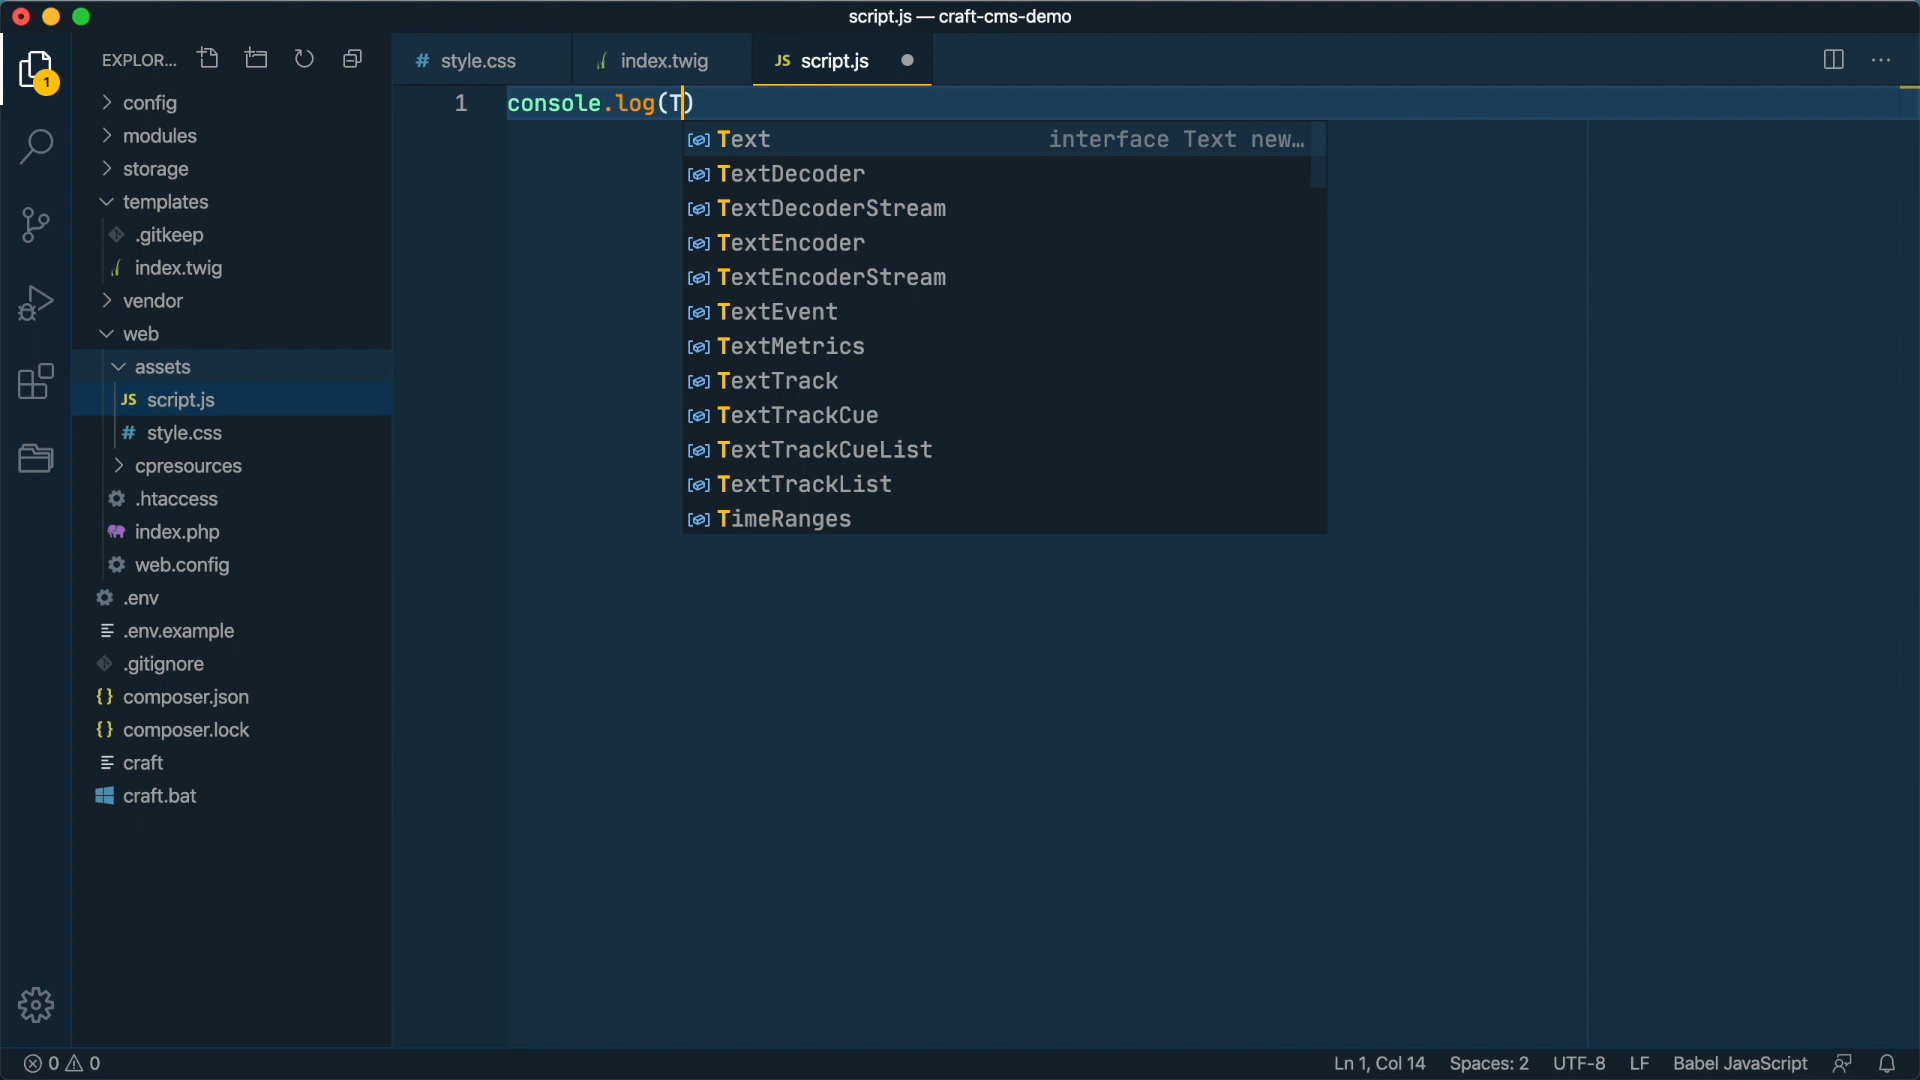 script.js — craft-cms-demo
EXPLOR...
style.css
index.twig
JS script.js
1
config
modules
storage
templates
.gitkeep
index.twig
vendor
web
assets
JS script.js
# style.css
cpresources
.htaccess
index.php
web.config
.env
.env.example
.gitignore
{} composer.json
{} composer.lock
craft
craft.bat
1 console.log(T)
Text interface Text new…
TextDecoder
TextDecoderStream
TextEncoder
TextEncoderStream
TextEvent
TextMetrics
TextTrack
TextTrackCue
TextTrackCueList
TextTrackList
TimeRanges
0 0
Ln 1, Col 14 Spaces: 2 UTF-8 LF Babel JavaScript